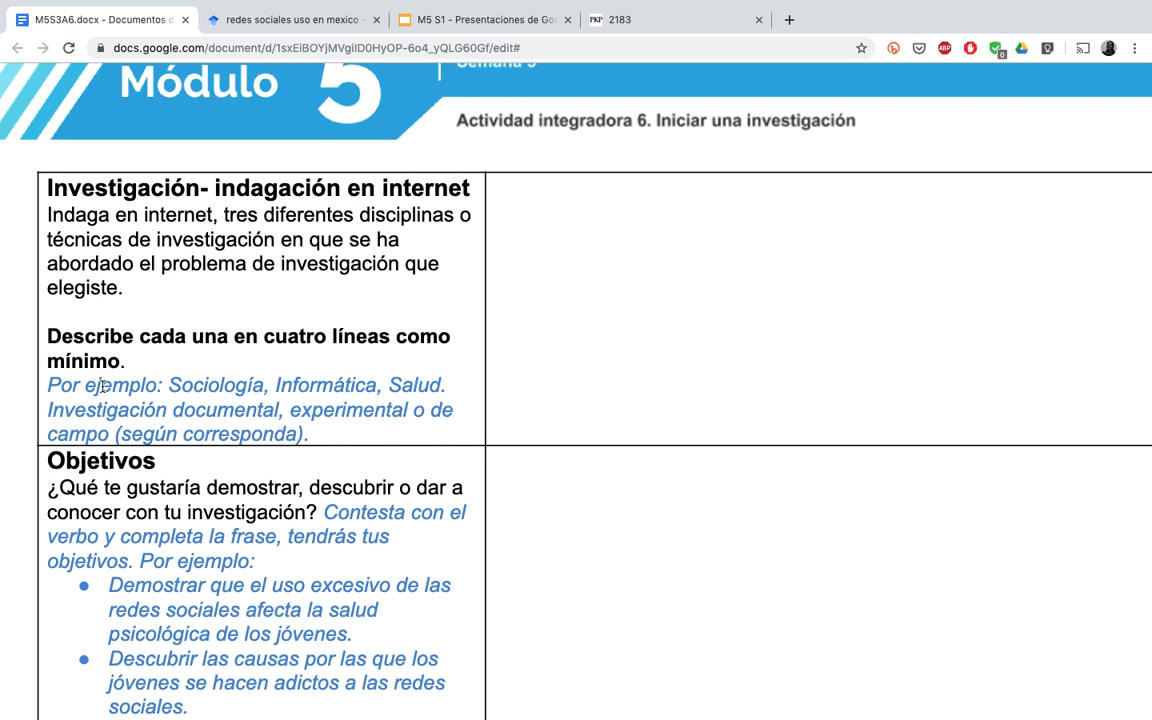 M5S3A6.docx - Documentos d
redes sociales uso en mexico -
M5 S1 - Presentaciones de Goo
PKP 2183
docs.google.com/document/d/1sxEiBOYjMVgilD0HyOP-6o4_yQLG60Gf/edit#
Módulo 5
Semana 3
Actividad integradora 6. Iniciar una investigación
Investigación- indagación en internet
Indaga en internet, tres diferentes disciplinas o
técnicas de investigación en que se ha
abordado el problema de investigación que
elegiste.
Describe cada una en cuatro líneas como
mínimo.
Por ejemplo: Sociología, Informática, Salud.
Investigación documental, experimental o de
campo (según corresponda).
Objetivos
¿Qué te gustaría demostrar, descubrir o dar a
conocer con tu investigación? Contesta con el
verbo y completa la frase, tendrás tus
objetivos. Por ejemplo:
● Demostrar que el uso excesivo de las
redes sociales afecta la salud
psicológica de los jóvenes.
● Descubrir las causas por las que los
jóvenes se hacen adictos a las redes
sociales.